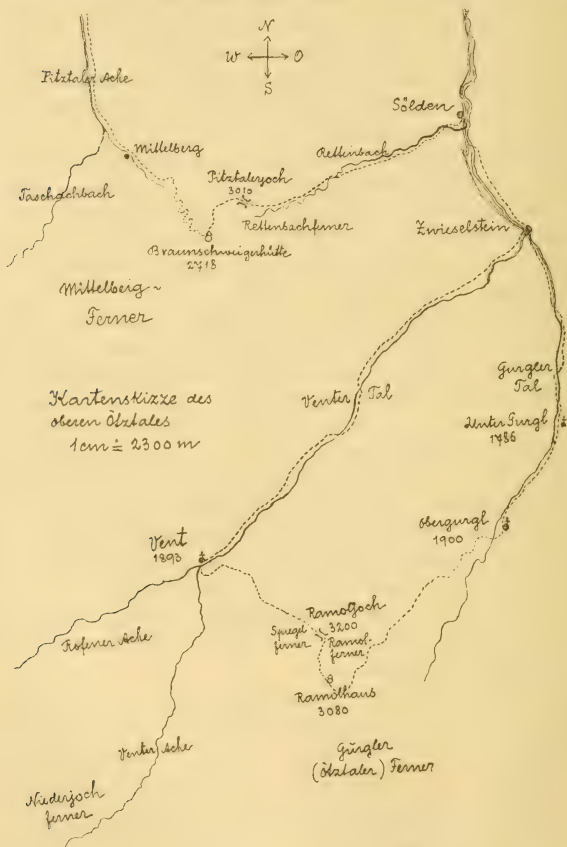 N
W O
S
Pitztaler Ache
Sölden
Mittelberg
Rettenbach
Pitztalerjoch
3010
Taschachbach
Rettenbachferner
Zwieselstein
Braunschweigerhütte
2718
Mittelberg-
Ferner
Gurgler
Tal
Kartenskizze des
oberen Ötztales
1cm ≐ 2300 m
Venter Tal
Unter Gurgl
1786
Obergurgl
1900
Vent
1893
Ramoljoch
3200
Spiegel
ferner
Ramol-
ferner
Rofener Ache
Ramolhaus
3080
Venter Ache
Gurgler
(Ötztaler) Ferner
Niederjoch
ferner